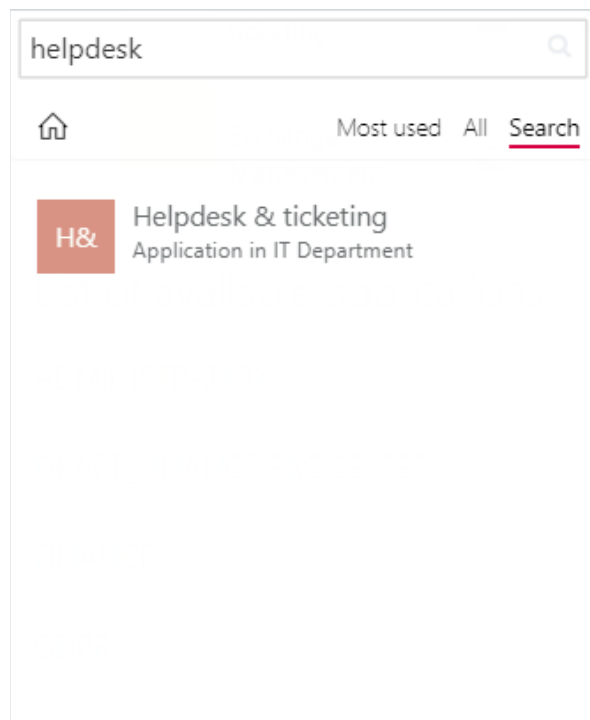 helpdesk
Most used All Search
H&
Helpdesk & ticketing
Application in IT Department